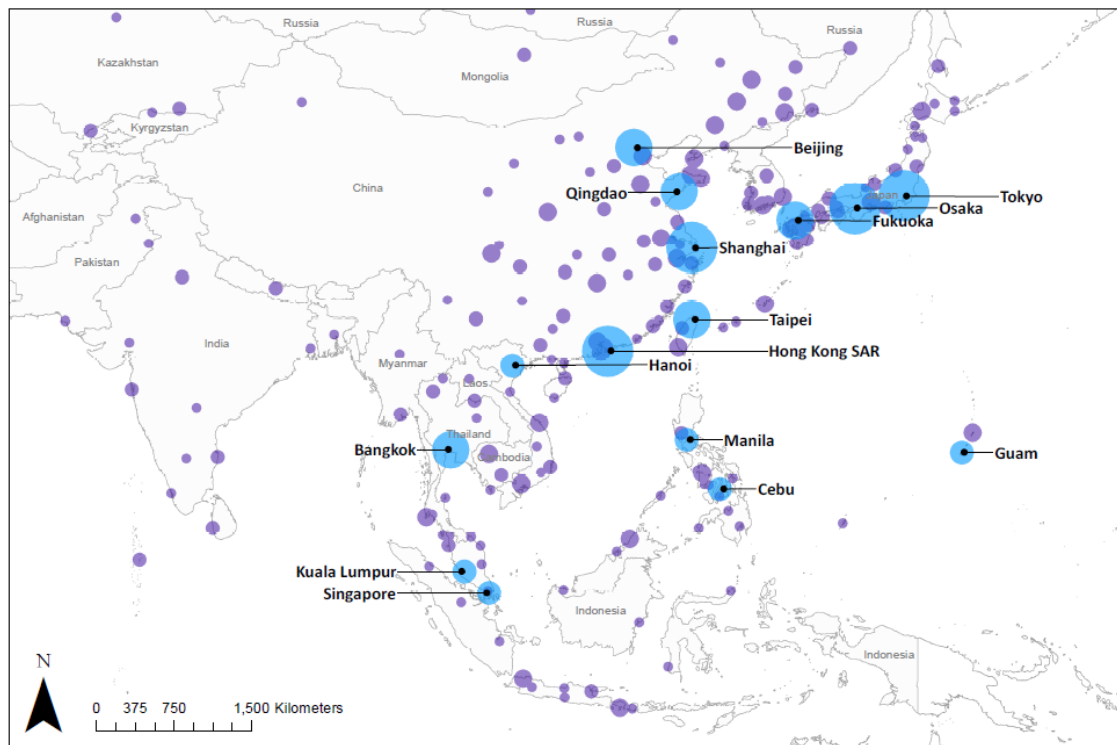 Russia
Russia
Russia
Kazakhstan
Mongolia
Kyrgyzstan
Beijing
China
Qingdao
Tokyo
Japan
Osaka
Afghanistan
Fukuoka
Shanghai
Pakistan
Taipei
India
Hong Kong SAR
Myanmar
Hanoi
Laos
Thailand
Manila
Bangkok
Cambodia
Guam
Cebu
Kuala Lumpur
Singapore
Indonesia
Indonesia
N
0 375 750 1,500 Kilometers